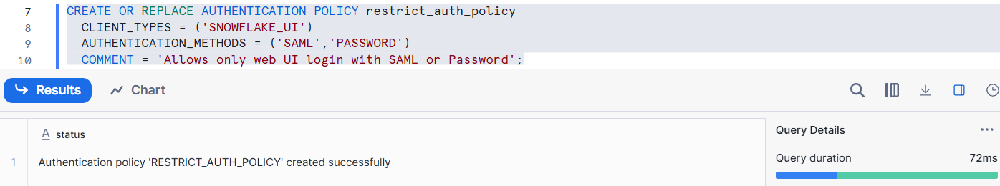 7 CREATE OR REPLACE AUTHENTICATION POLICY restrict_auth_policy
8 CLIENT_TYPES = ('SNOWFLAKE_UI')
9 AUTHENTICATION_METHODS = ('SAML','PASSWORD')
10 COMMENT = 'Allows only web UI login with SAML or Password';
Results Chart
A status
Query Details
Query duration 72ms
1 Authentication policy 'RESTRICT_AUTH_POLICY' created successfully